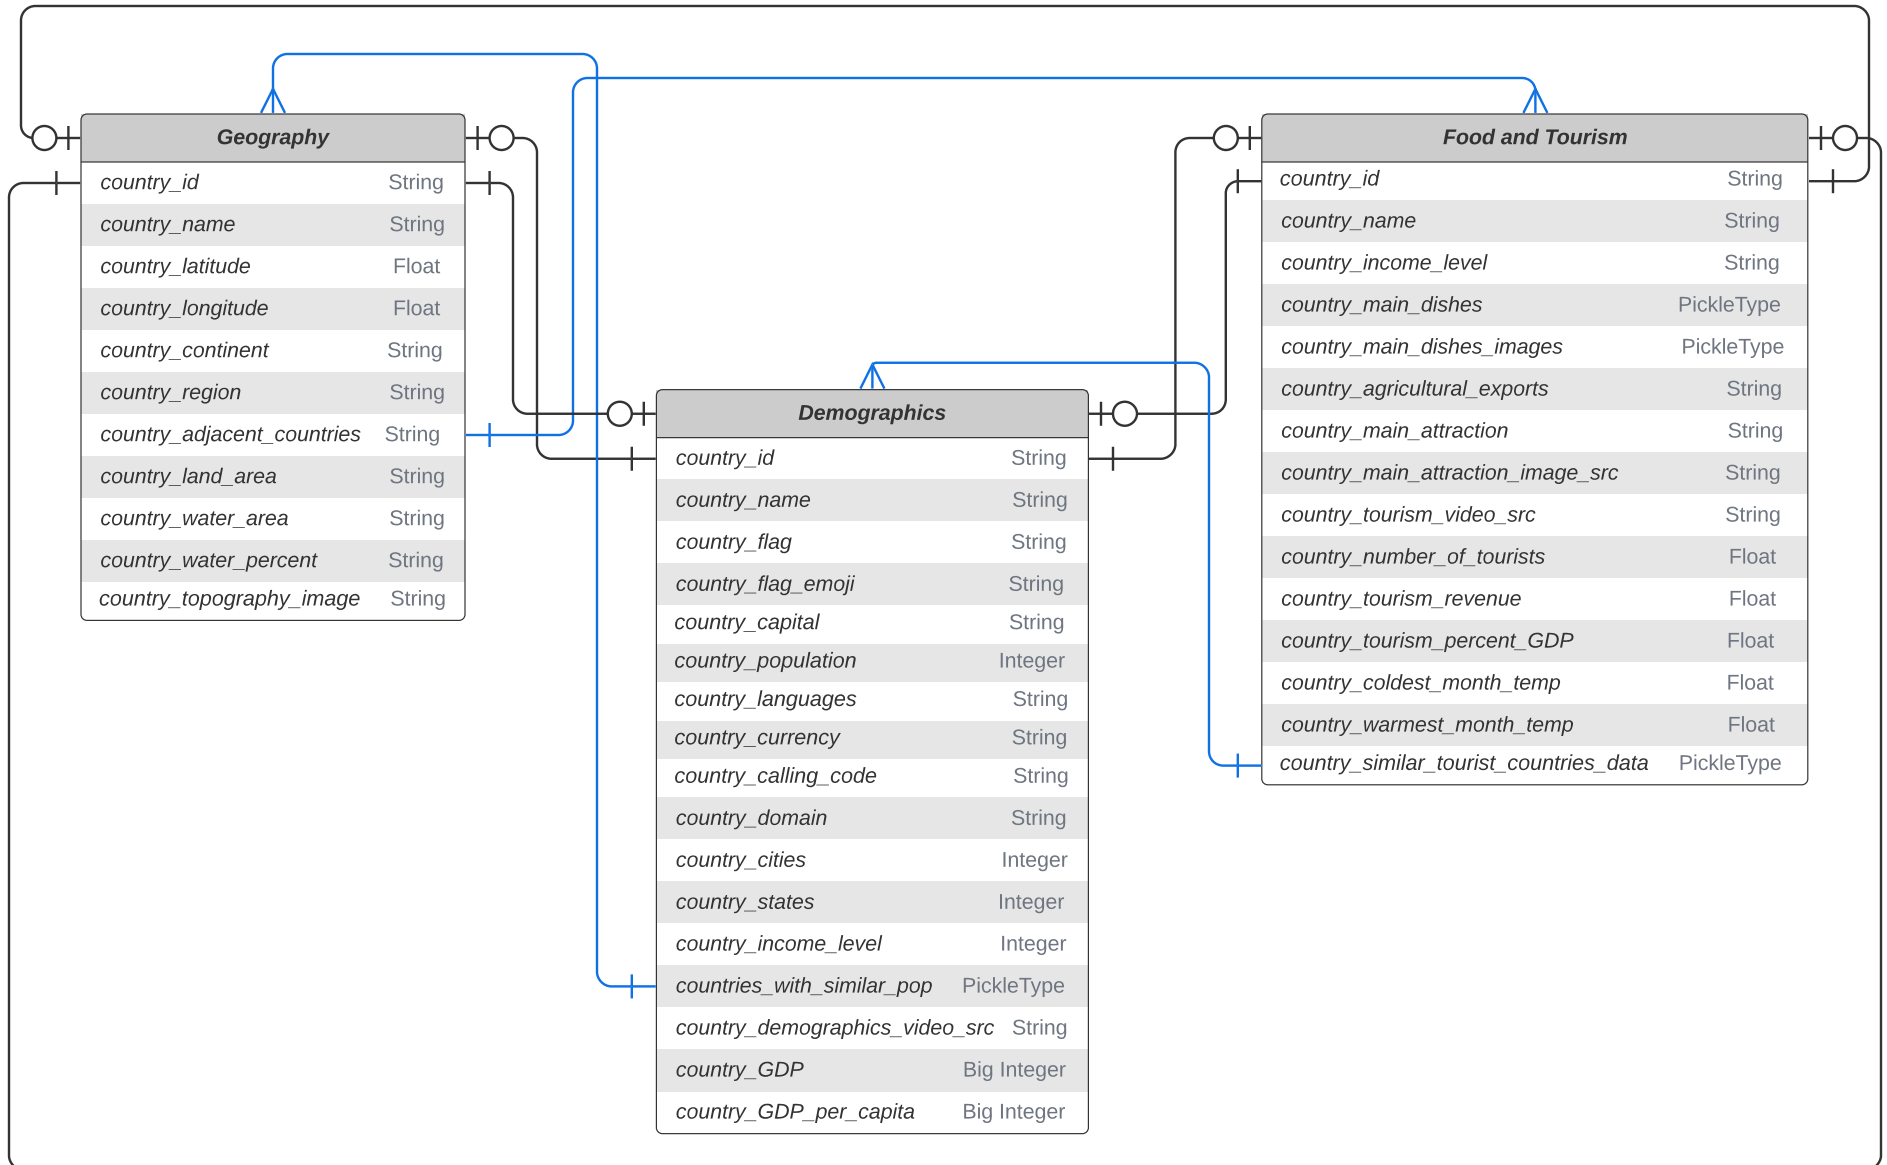 Geography
country_id String
country_name String
country_latitude Float
country_longitude Float
country_continent String
country_region String
country_adjacent_countries String
country_land_area String
country_water_area String
country_water_percent String
country_topography_image String
Demographics
country_id String
country_name String
country_flag String
country_flag_emoji String
country_capital String
country_population Integer
country_languages String
country_currency String
country_calling_code String
country_domain String
country_cities Integer
country_states Integer
country_income_level Integer
countries_with_similar_pop PickleType
country_demographics_video_src String
country_GDP Big Integer
country_GDP_per_capita Big Integer
Food and Tourism
country_id String
country_name String
country_income_level String
country_main_dishes PickleType
country_main_dishes_images PickleType
country_agricultural_exports String
country_main_attraction String
country_main_attraction_image_src String
country_tourism_video_src String
country_number_of_tourists Float
country_tourism_revenue Float
country_tourism_percent_GDP Float
country_coldest_month_temp Float
country_warmest_month_temp Float
country_similar_tourist_countries_data PickleType